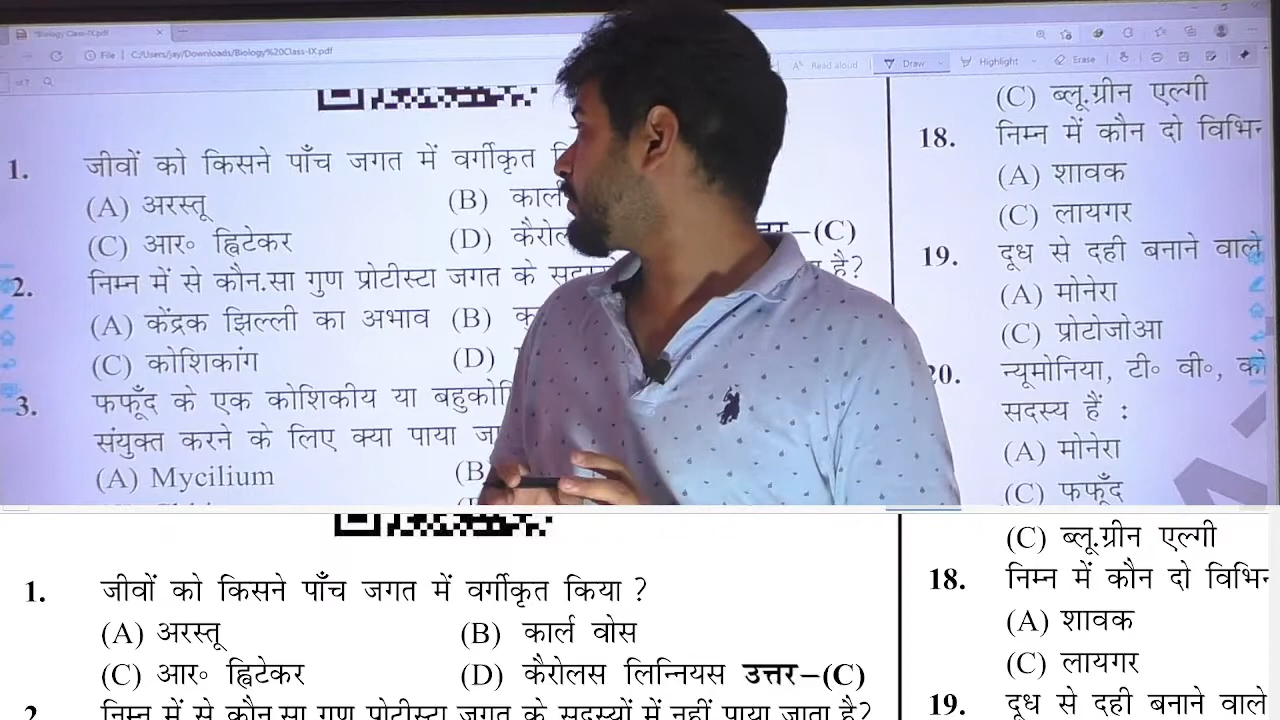 Biology Class-IX.pdf
File | C:/Users/jay/Downloads/Biology%20Class-IX.pdf
Read aloud
Draw
Highlight
Erase
1. जीवों को किसने पाँच जगत में वर्गीकृत
(A) अरस्तू (B) कार्ल
(C) आर॰ ह्विटेकर (D) –(C)
2. निम्न में से कौन.सा गुण प्रोटीस्टा जगत के है?
(A) केंद्रक झिल्ली का अभाव (B)
(C) कोशिकांग (D)
3. फफूँद के एक कोशिकीय या
संयुक्त करने के लिए क्या पाया
(A) Mycilium (B)
(C) ब्लू.ग्रीन एल्गी
18. निम्न में कौन दो
(A) शावक
(C) लायगर
19. दूध से दही बनाने वाले
(A) मोनेरा
(C) प्रोटोजोआ
20. न्यूमोनिया, टी॰ वी॰,
सदस्य हैं :
(A) मोनेरा
(C) फफूँद
1. जीवों को किसने पाँच जगत में वर्गीकृत किया ?
(A) अरस्तू (B) कार्ल वोस
(C) आर॰ ह्विटेकर (D) कैरोलस लिन्नियस उत्तर–(C)
2. निम्न में से कौन.सा गुण प्रोटीस्टा जगत के सदस्यों में नहीं पाया जाता है?
(C) ब्लू.ग्रीन एल्गी
18. निम्न में कौन दो
(A) शावक
(C) लायगर
19. दूध से दही बनाने वाले